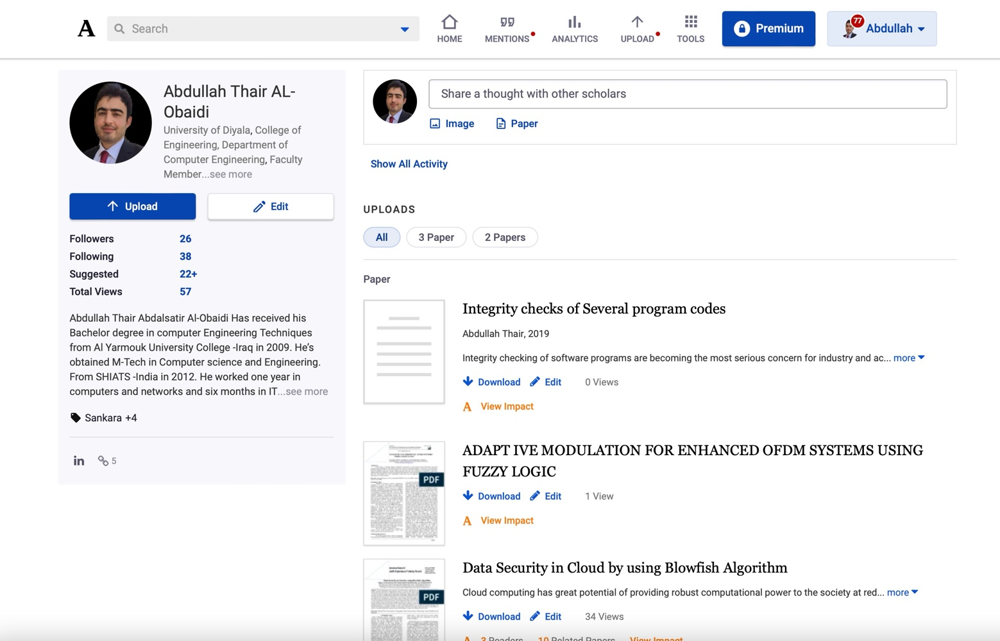 A
Search
HOME
MENTIONS
ANALYTICS
UPLOAD
TOOLS
Premium
77
Abdullah
Abdullah Thair AL-
Obaidi
University of Diyala, College of
Engineering, Department of
Computer Engineering, Faculty
Member...see more
Upload
Edit
Followers 26
Following 38
Suggested 22+
Total Views 57
Abdullah Thair Abdalsatir Al-Obaidi Has received his
Bachelor degree in computer Engineering Techniques
from Al Yarmouk University College -Iraq in 2009. He's
obtained M-Tech in Computer science and Engineering.
From SHIATS -India in 2012. He worked one year in
computers and networks and six months in IT...see more
Sankara +4
in 5
Share a thought with other scholars
Image
Paper
Show All Activity
UPLOADS
All
3 Paper
2 Papers
Paper
Integrity checks of Several program codes
Abdullah Thair, 2019
Integrity checking of software programs are becoming the most serious concern for industry and ac... more
Download Edit 0 Views
A View Impact
PDF
ADAPT IVE MODULATION FOR ENHANCED OFDM SYSTEMS USING
FUZZY LOGIC
Download Edit 1 View
A View Impact
PDF
Data Security in Cloud by using Blowfish Algorithm
Cloud computing has great potential of providing robust computational power to the society at red... more
Download Edit 34 Views
A 3 Readers 10 Related Papers View Impact